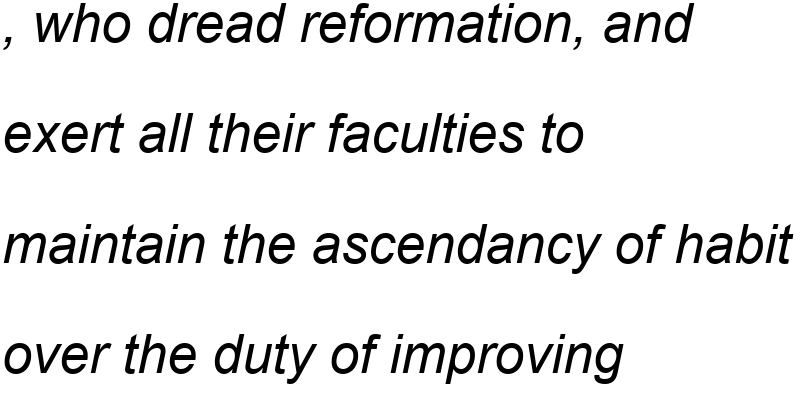 , who dread reformation, and
exert all their faculties to
maintain the ascendancy of habit
over the duty of improving